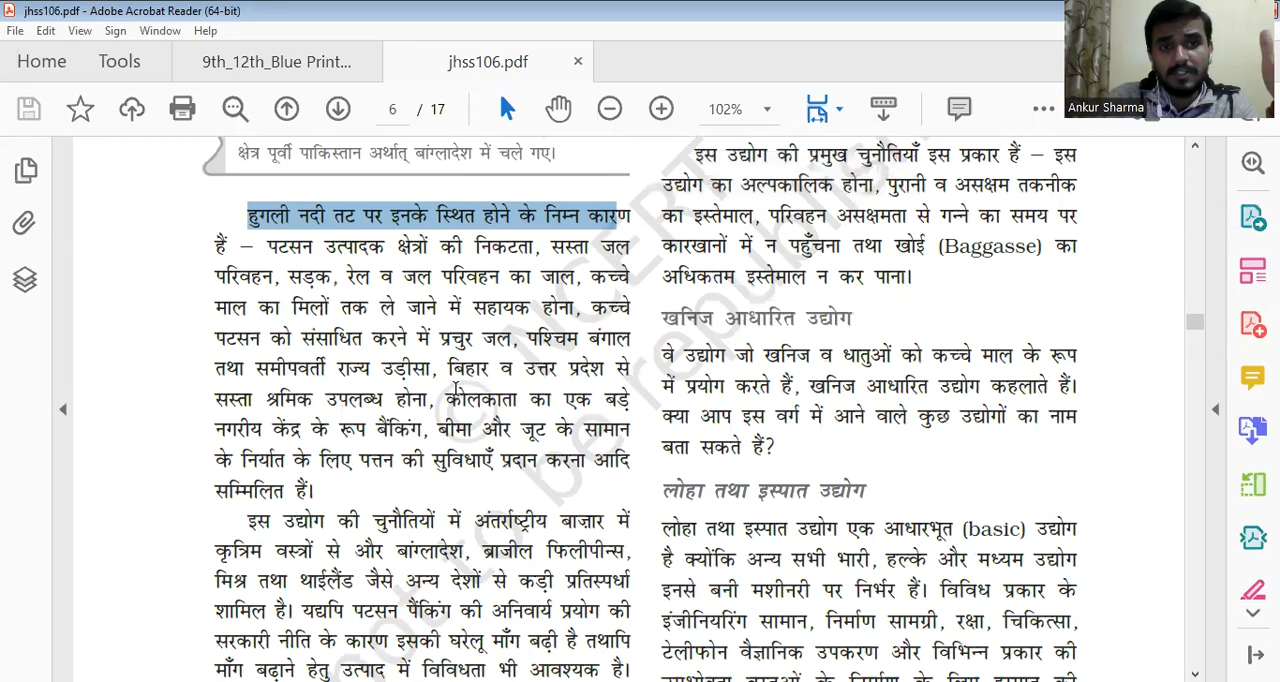 jhss106.pdf - Adobe Acrobat Reader (64-bit)
File Edit View Sign Window Help
Home Tools 9th_12th_Blue Print... jhss106.pdf ×
6 / 17 102%
Ankur Sharma
क्षेत्र पूर्वी पाकिस्तान अर्थात् बांग्लादेश में चले गए।
हुगली नदी तट पर इनके स्थित होने के निम्न कारण
हैं – पटसन उत्पादक क्षेत्रों की निकटता, सस्ता जल
परिवहन, सड़क, रेल व जल परिवहन का जाल, कच्चे
माल का मिलों तक ले जाने में सहायक होना, कच्चे
पटसन को संसाधित करने में प्रचुर जल, पश्चिम बंगाल
तथा समीपवर्ती राज्य उड़ीसा, बिहार व उत्तर प्रदेश से
सस्ता श्रमिक उपलब्ध होना, कोलकाता का एक बड़े
नगरीय केंद्र के रूप बैंकिंग, बीमा और जूट के सामान
के निर्यात के लिए पत्तन की सुविधाएँ प्रदान करना आदि
सम्मिलित हैं।
इस उद्योग की चुनौतियों में अंतर्राष्ट्रीय बाज़ार में
कृत्रिम वस्त्रों से और बांग्लादेश, ब्राजील फिलीपीन्स,
मिश्र तथा थाईलैंड जैसे अन्य देशों से कड़ी प्रतिस्पर्धा
शामिल है। यद्यपि पटसन पैंकिंग की अनिवार्य प्रयोग की
सरकारी नीति के कारण इसकी घरेलू माँग बढ़ी है तथापि
माँग बढ़ाने हेतु उत्पाद में विविधता भी आवश्यक है।
इस उद्योग की प्रमुख चुनौतियाँ इस प्रकार हैं – इस
उद्योग का अल्पकालिक होना, पुरानी व असक्षम तकनीक
का इस्तेमाल, परिवहन असक्षमता से गन्ने का समय पर
कारखानों में न पहुँचना तथा खोई (Baggasse) का
अधिकतम इस्तेमाल न कर पाना।
खनिज आधारित उद्योग
वे उद्योग जो खनिज व धातुओं को कच्चे माल के रूप
में प्रयोग करते हैं, खनिज आधारित उद्योग कहलाते हैं।
क्या आप इस वर्ग में आने वाले कुछ उद्योगों का नाम
बता सकते हैं?
लोहा तथा इस्पात उद्योग
लोहा तथा इस्पात उद्योग एक आधारभूत (basic) उद्योग
है क्योंकि अन्य सभी भारी, हल्के और मध्यम उद्योग
इनसे बनी मशीनरी पर निर्भर हैं। विविध प्रकार के
इंजीनियरिंग सामान, निर्माण सामग्री, रक्षा, चिकित्सा,
टेलीफोन वैज्ञानिक उपकरण और विभिन्न प्रकार की
© NCERT
not to be republish